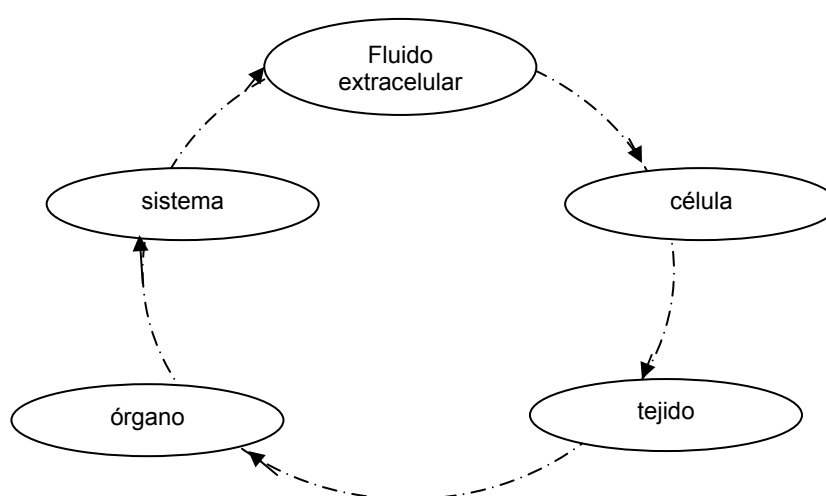 Fluido
extracelular
célula
tejido
órgano
sistema